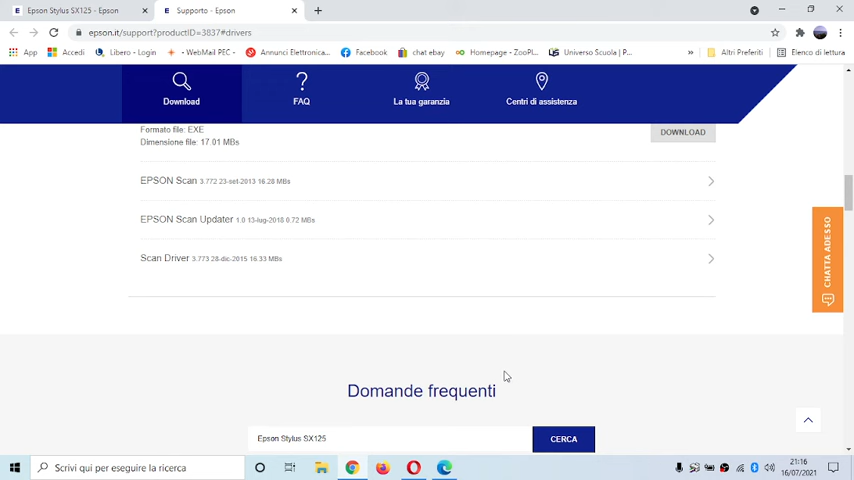 Epson Stylus SX125 - Epson
Supporto - Epson
epson.it/support?productID=3837#drivers
App
Accedi
Libero - Login
- WebMail PEC -
Annunci Elettronica...
Facebook
chat ebay
Homepage - ZooPl...
Universo Scuola | P...
»
Altri Preferiti
Elenco di lettura
Download
FAQ
La tua garanzia
Centri di assistenza
Formato file: EXE
Dimensione file: 17.01 MBs
DOWNLOAD
EPSON Scan 3.772 23-set-2013 16.28 MBs
EPSON Scan Updater 1.0 13-lug-2018 0.72 MBs
Scan Driver 3.773 28-dic-2015 16.33 MBs
CHATTA ADESSO
Domande frequenti
Epson Stylus SX125
CERCA
Scrivi qui per eseguire la ricerca
21:16
16/07/2021